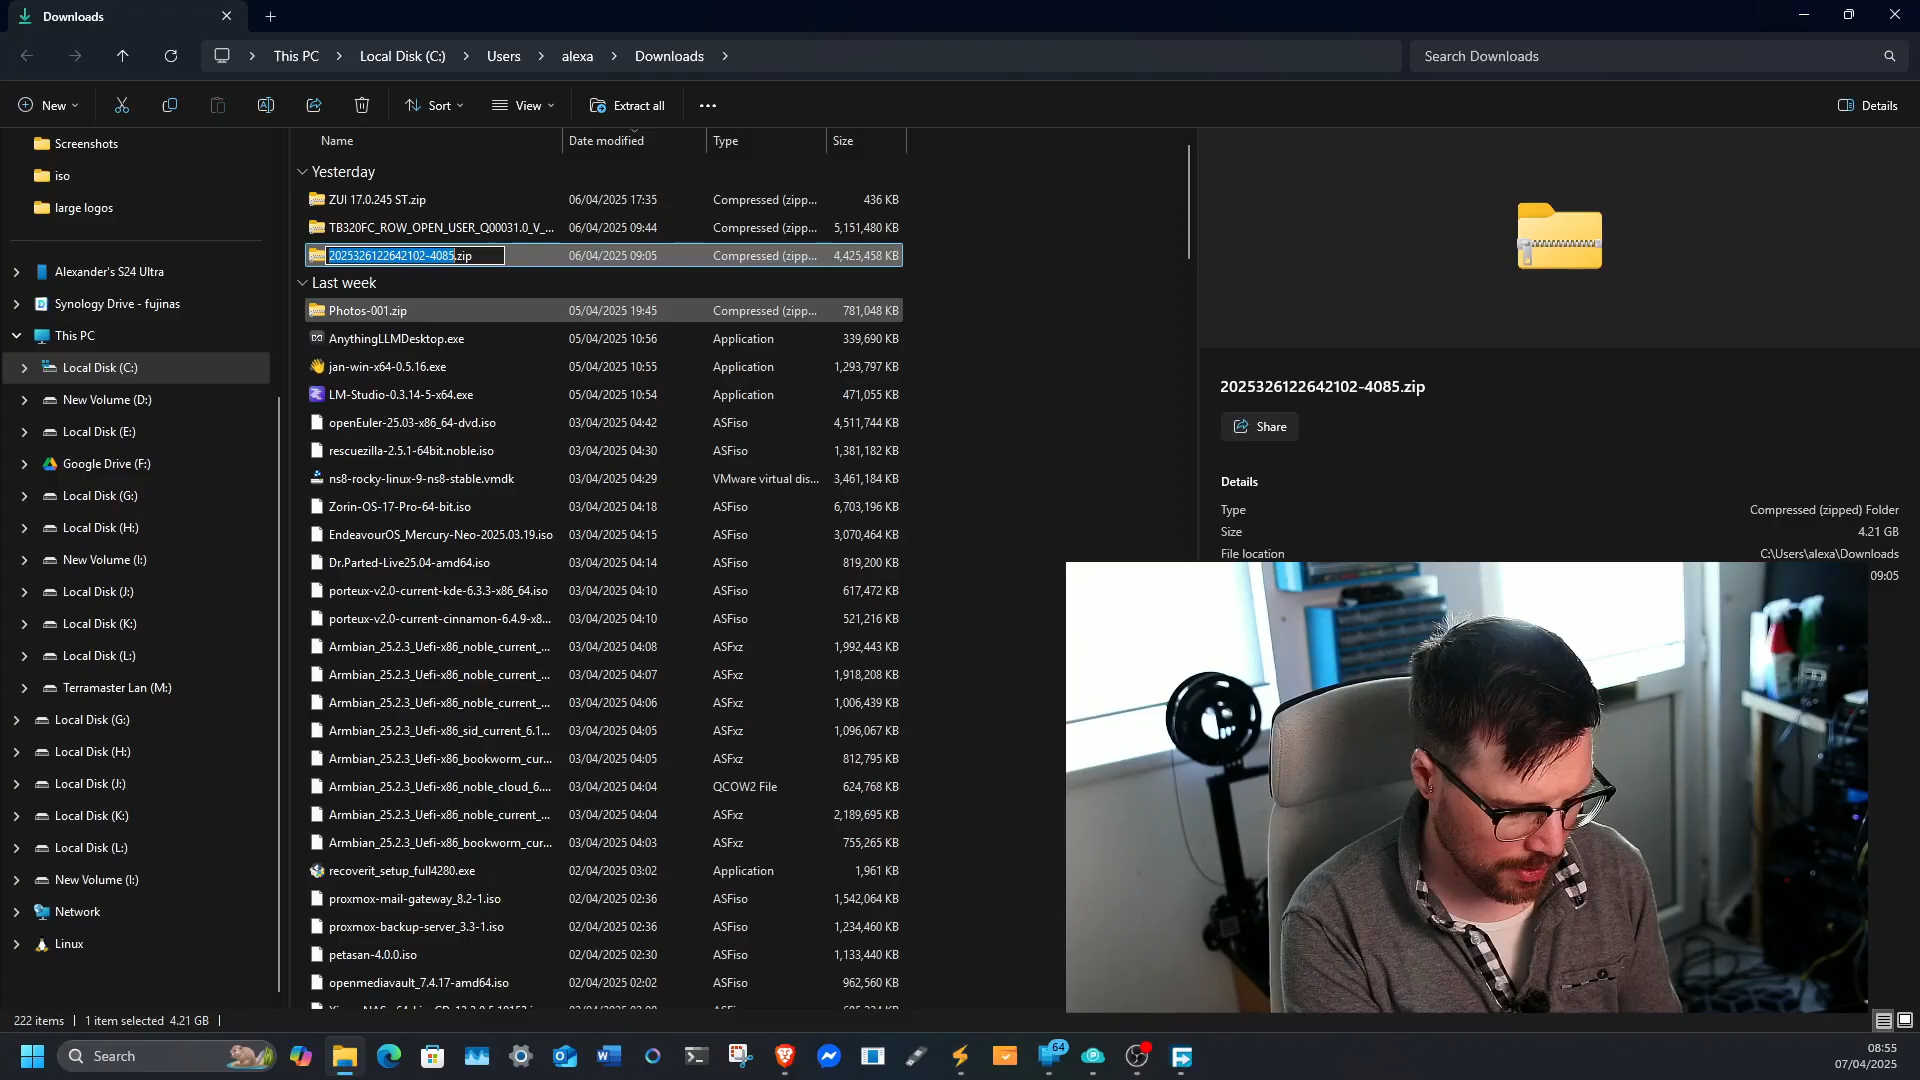 Downloads
This PC
Local Disk (C:)
Users
alexa
Downloads
Search Downloads
New
Sort
View
Extract all
Details
Screenshots
iso
large logos
Alexander's S24 Ultra
Synology Drive - fujinas
This PC
Local Disk (C:)
New Volume (D:)
Local Disk (E:)
Google Drive (F:)
Local Disk (G:)
Local Disk (H:)
New Volume (I:)
Local Disk (J:)
Local Disk (K:)
Local Disk (L:)
Terramaster Lan (M:)
Local Disk (G:)
Local Disk (H:)
Local Disk (J:)
Local Disk (K:)
Local Disk (L:)
New Volume (I:)
Network
Linux
Name Date modified Type Size
Yesterday
ZUI 17.0.245 ST.zip 06/04/2025 17:35 Compressed (zipp... 436 KB
TB320FC_ROW_OPEN_USER_Q00031.0_V_... 06/04/2025 09:44 Compressed (zipp... 5,151,480 KB
2025326122642102-4085.zip 06/04/2025 09:05 Compressed (zipp... 4,425,458 KB
Last week
Photos-001.zip 05/04/2025 19:45 Compressed (zipp... 781,048 KB
AnythingLLMDesktop.exe 05/04/2025 10:56 Application 339,690 KB
jan-win-x64-0.5.16.exe 05/04/2025 10:55 Application 1,293,797 KB
LM-Studio-0.3.14-5-x64.exe 05/04/2025 10:54 Application 471,055 KB
openEuler-25.03-x86_64-dvd.iso 03/04/2025 04:42 ASFiso 4,511,744 KB
rescuezilla-2.5.1-64bit.noble.iso 03/04/2025 04:30 ASFiso 1,381,182 KB
ns8-rocky-linux-9-ns8-stable.vmdk 03/04/2025 04:29 VMware virtual dis... 3,461,184 KB
Zorin-OS-17-Pro-64-bit.iso 03/04/2025 04:18 ASFiso 6,703,196 KB
EndeavourOS_Mercury-Neo-2025.03.19.iso 03/04/2025 04:15 ASFiso 3,070,464 KB
Dr.Parted-Live25.04-amd64.iso 03/04/2025 04:14 ASFiso 819,200 KB
porteux-v2.0-current-kde-6.3.3-x86_64.iso 03/04/2025 04:10 ASFiso 617,472 KB
porteux-v2.0-current-cinnamon-6.4.9-x8... 03/04/2025 04:10 ASFiso 521,216 KB
Armbian_25.2.3_Uefi-x86_noble_current_... 03/04/2025 04:08 ASFxz 1,992,443 KB
Armbian_25.2.3_Uefi-x86_noble_current_... 03/04/2025 04:07 ASFxz 1,918,208 KB
Armbian_25.2.3_Uefi-x86_noble_current_... 03/04/2025 04:06 ASFxz 1,006,439 KB
Armbian_25.2.3_Uefi-x86_sid_current_6.1... 03/04/2025 04:05 ASFxz 1,096,067 KB
Armbian_25.2.3_Uefi-x86_bookworm_cur... 03/04/2025 04:05 ASFxz 812,795 KB
Armbian_25.2.3_Uefi-x86_noble_cloud_6.... 03/04/2025 04:04 QCOW2 File 624,768 KB
Armbian_25.2.3_Uefi-x86_noble_current_... 03/04/2025 04:04 ASFxz 2,189,695 KB
Armbian_25.2.3_Uefi-x86_bookworm_cur... 03/04/2025 04:03 ASFxz 755,265 KB
recoverit_setup_full4280.exe 02/04/2025 03:02 Application 1,961 KB
proxmox-mail-gateway_8.2-1.iso 02/04/2025 02:36 ASFiso 1,542,064 KB
proxmox-backup-server_3.3-1.iso 02/04/2025 02:36 ASFiso 1,234,460 KB
petasan-4.0.0.iso 02/04/2025 02:30 ASFiso 1,133,440 KB
openmediavault_7.4.17-amd64.iso 02/04/2025 02:02 ASFiso 962,560 KB
2025326122642102-4085.zip
Share
Details
Type Compressed (zipped) Folder
Size 4.21 GB
File location C:\Users\alexa\Downloads
09:05
222 items
1 item selected 4.21 GB
Search
64
08:55
07/04/2025